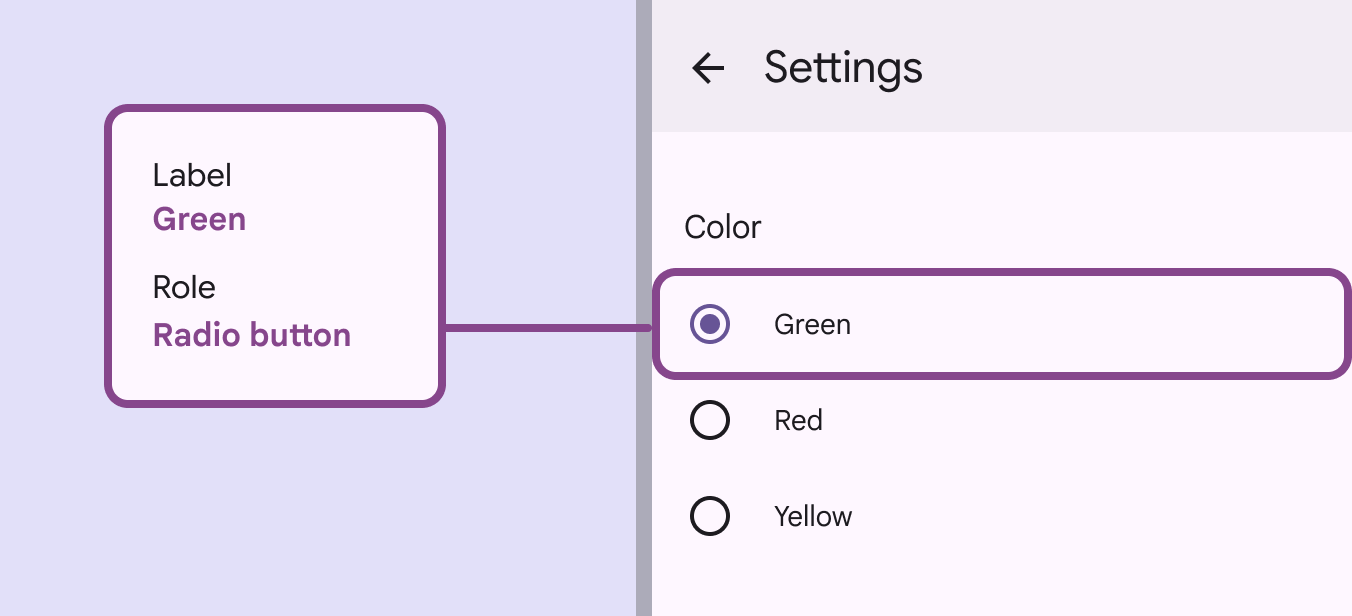 Label
Green
Role
Radio button
Settings
Color
Green
Red
Yellow